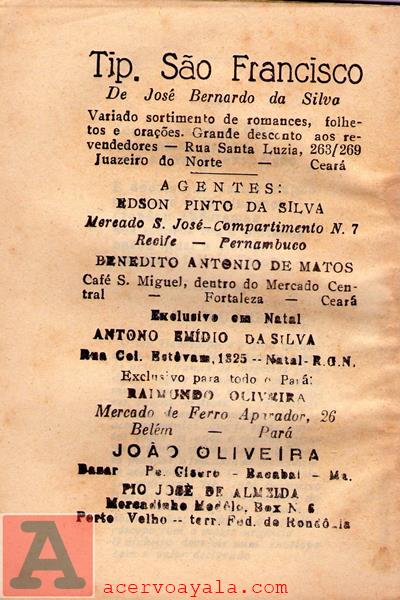 Tip. São Francisco
De José Bernardo da Silva
Variado sortimento de romances, folhe-
tos e orações. Grande desconto aos re-
vendedores — Rua Santa Luzia, 263/269
Juazeiro do Norte — Ceará
AGENTES:
EDSON PINTO DA SILVA
Mercado S. José-Compartimento N. 7
Recife — Pernambuco
BENEDITO ANTONIO DE MATOS
Café S. Miguel, dentro do Mercado Cen-
tral — Fortaleza — Ceará
Exclusivo em Natal
ANTONO EMÍDIO DA SILVA
Rua Cel. Estêvam, 1325 -- Natal- R.G.N.
Exclusivo para todo o Pará:
RAIMUNDO OLIVEIRA
Mercado de Ferro Aparador, 26
Belém — Pará
JOÃO OLIVEIRA
Bazar Pe. Cícero - Bacabal - Ma.
PIO JOSÉ DE ALMEIDA
Mercadinho Modêlo, Box N. 6
Porto Velho -- terr. Fed. de Rondônia
A
acervoayala.com